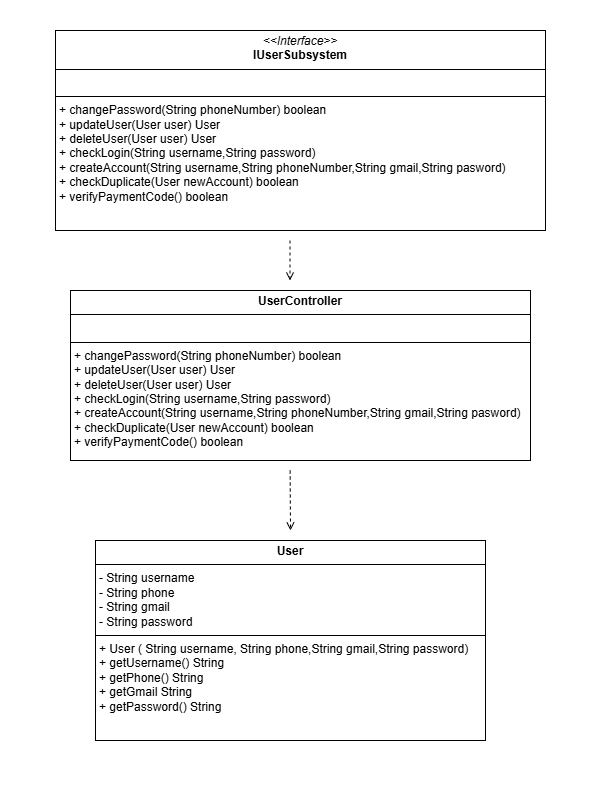 <<Interface>>
IUserSubsystem
+ changePassword(String phoneNumber) boolean
+ updateUser(User user) User
+ deleteUser(User user) User
+ checkLogin(String username,String password)
+ createAccount(String username,String phoneNumber,String gmail,String pasword)
+ checkDuplicate(User newAccount) boolean
+ verifyPaymentCode() boolean
UserController
+ changePassword(String phoneNumber) boolean
+ updateUser(User user) User
+ deleteUser(User user) User
+ checkLogin(String username,String password)
+ createAccount(String username,String phoneNumber,String gmail,String pasword)
+ checkDuplicate(User newAccount) boolean
+ verifyPaymentCode() boolean
User
- String username
- String phone
- String gmail
- String password
+ User ( String username, String phone,String gmail,String password)
+ getUsername() String
+ getPhone() String
+ getGmail String
+ getPassword() String